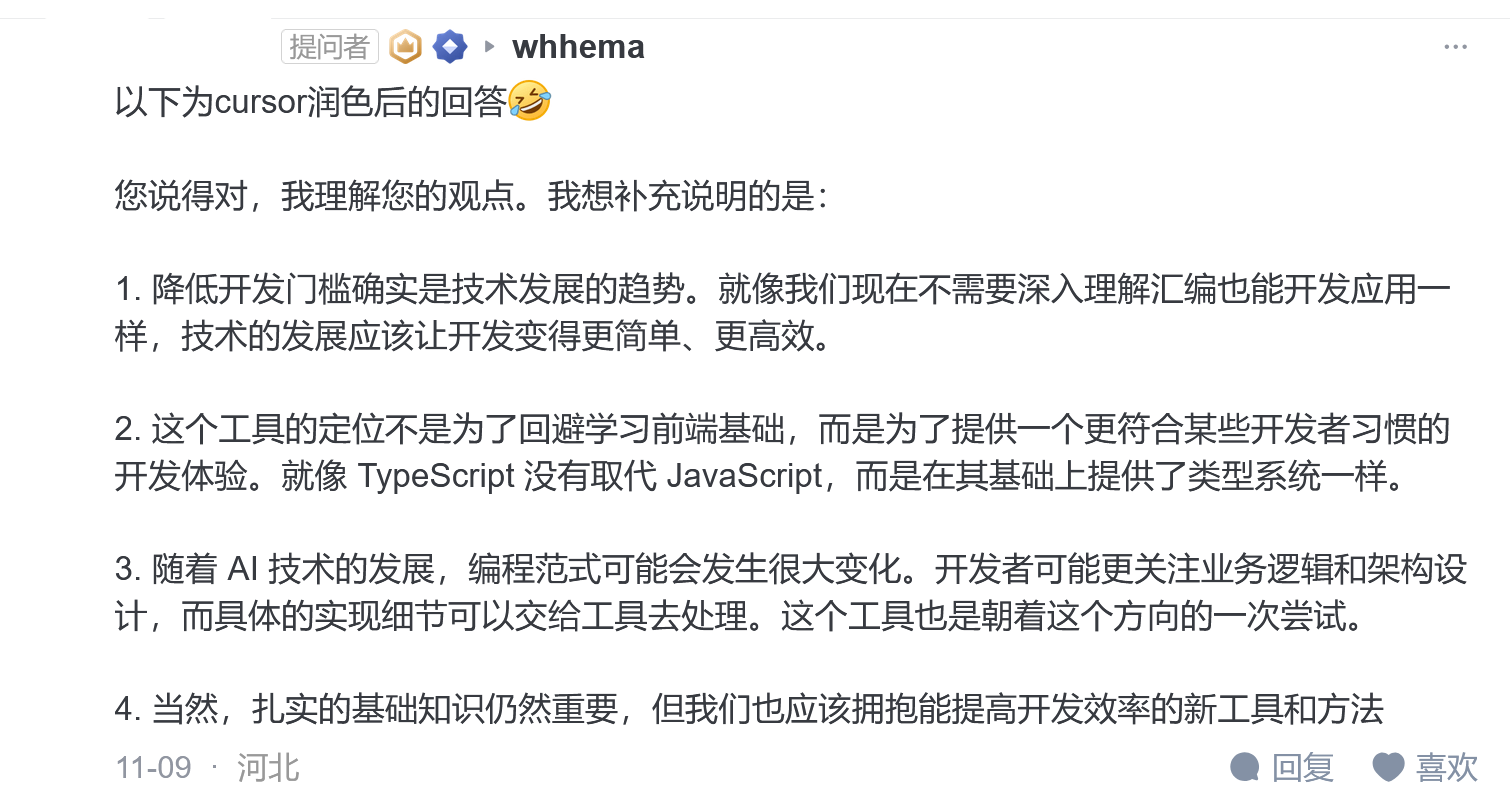 提问者 whhema
以下为cursor润色后的回答🤣
您说得对，我理解您的观点。我想补充说明的是：
1. 降低开发门槛确实是技术发展的趋势。就像我们现在不需要深入理解汇编也能开发应用一
样，技术的发展应该让开发变得更简单、更高效。
2. 这个工具的定位不是为了回避学习前端基础，而是为了提供一个更符合某些开发者习惯的
开发体验。就像 TypeScript 没有取代 JavaScript，而是在其基础上提供了类型系统一样。
3. 随着 AI 技术的发展，编程范式可能会发生很大变化。开发者可能更关注业务逻辑和架构设
计，而具体的实现细节可以交给工具去处理。这个工具也是朝着这个方向的一次尝试。
4. 当然，扎实的基础知识仍然重要，但我们也应该拥抱能提高开发效率的新工具和方法
11-09 · 河北 回复 喜欢